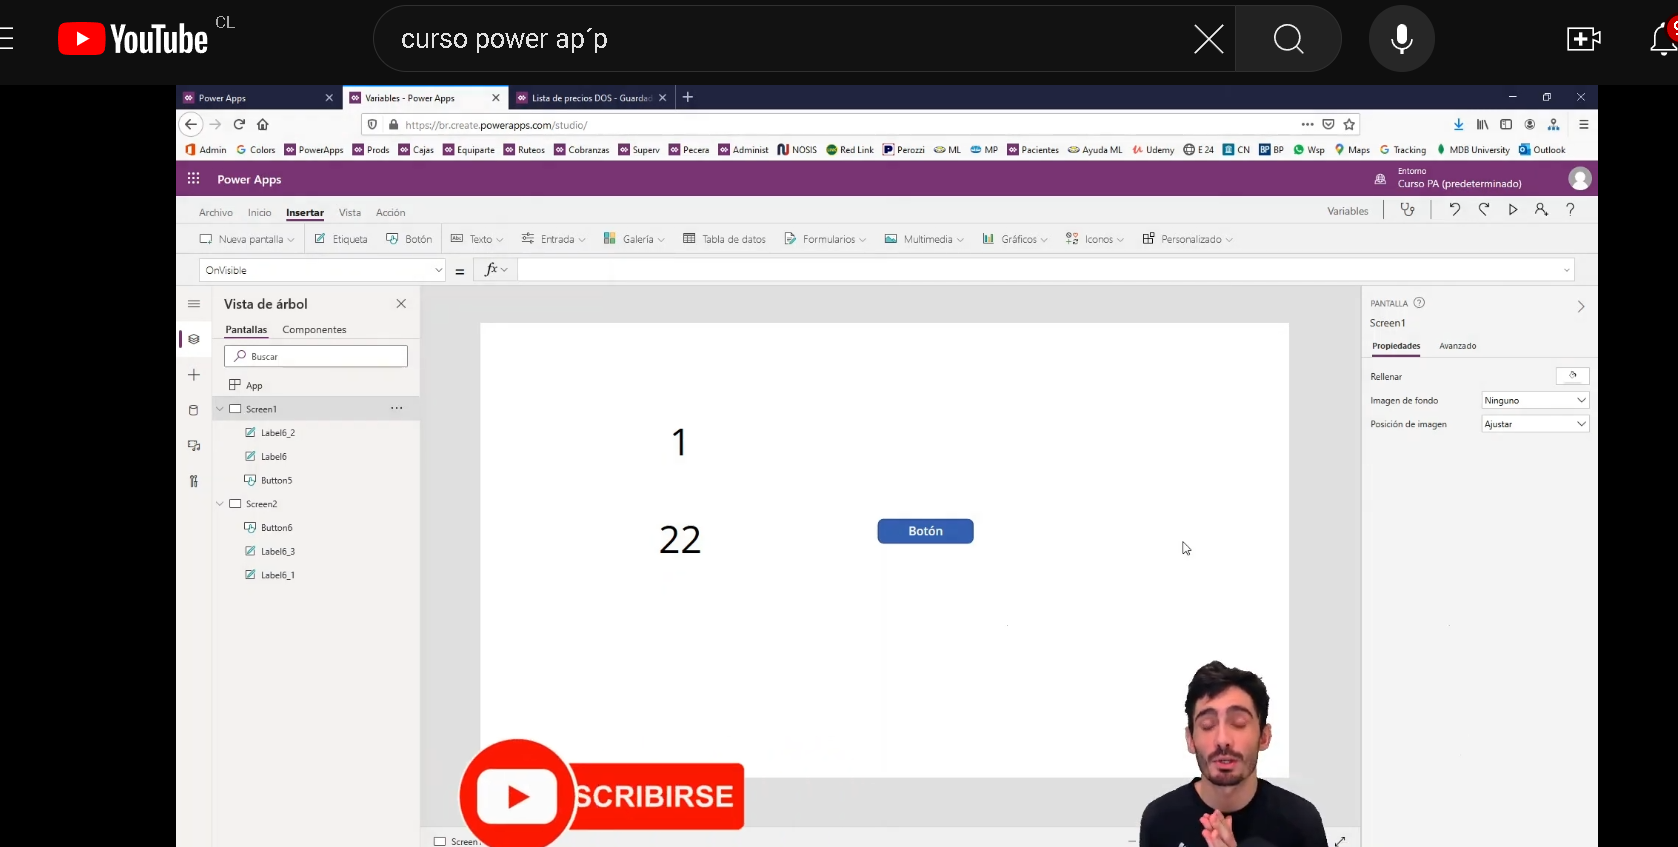 YouTube CL
curso power ap´p
9
Power Apps
Variables - Power Apps
Lista de precios DOS - Guardad
https://br.create.powerapps.com/studio/
Admin Colors PowerApps Prods Cajas Equiparte Ruteos Cobranzas Superv Pecera Administ NOSIS Red Link Perozzi ML MP Pacientes Ayuda ML Udemy E 24 CN BP Wsp Maps Tracking MDB University Outlook
Power Apps
Entorno
Curso PA (predeterminado)
Archivo Inicio Insertar Vista Acción
Variables
Nueva pantalla Etiqueta Botón Texto Entrada Galería Tabla de datos Formularios Multimedia Gráficos Iconos Personalizado
OnVisible
= fx
Vista de árbol
Pantallas Componentes
Buscar
App
Screen1
Label6_2
Label6
Button5
Screen2
Button6
Label6_3
Label6_1
1
22
Botón
PANTALLA
Screen1
Propiedades Avanzado
Rellenar
Imagen de fondo Ninguno
Posición de imagen Ajustar
SCRIBIRSE
Screen